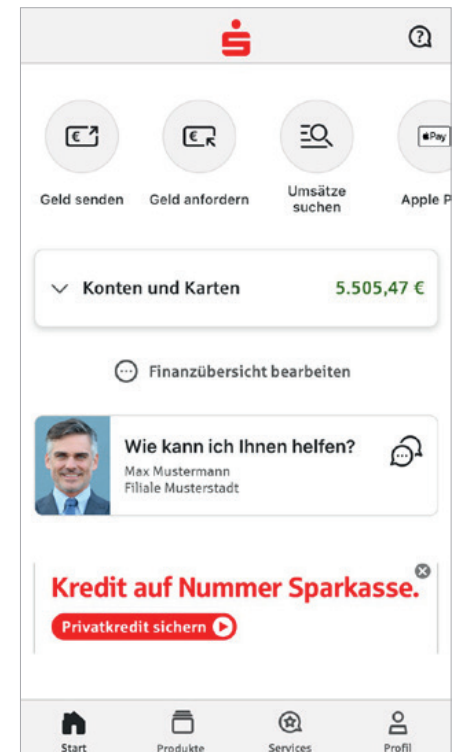 Geld senden
Geld anfordern
Umsätze
suchen
Pay
Apple P
Konten und Karten
5.505,47 €
Finanzübersicht bearbeiten
Wie kann ich Ihnen helfen?
Max Mustermann
Filiale Musterstadt
Kredit auf Nummer Sparkasse.
Privatkredit sichern
Start
Produkte
Services
Profil